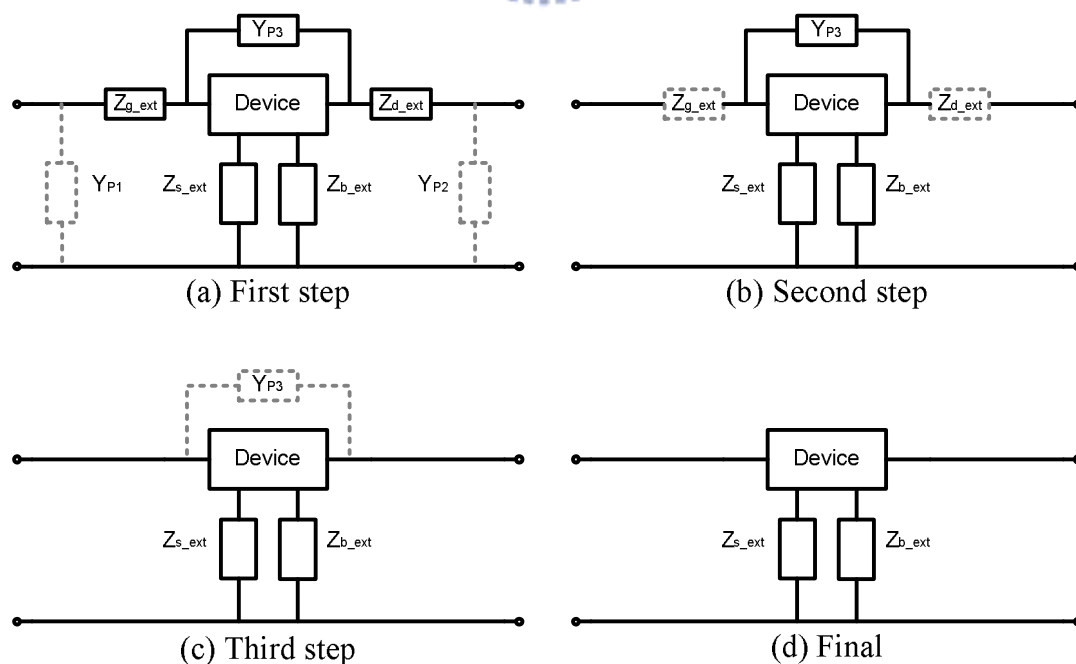 YP3
Zg_ext
Device
Zd_ext
YP1
Zs_ext
Zb_ext
YP2
(a) First step
YP3
Zg_ext
Device
Zd_ext
Zs_ext
Zb_ext
(b) Second step
YP3
Device
Zs_ext
Zb_ext
(c) Third step
Device
Zs_ext
Zb_ext
(d) Final